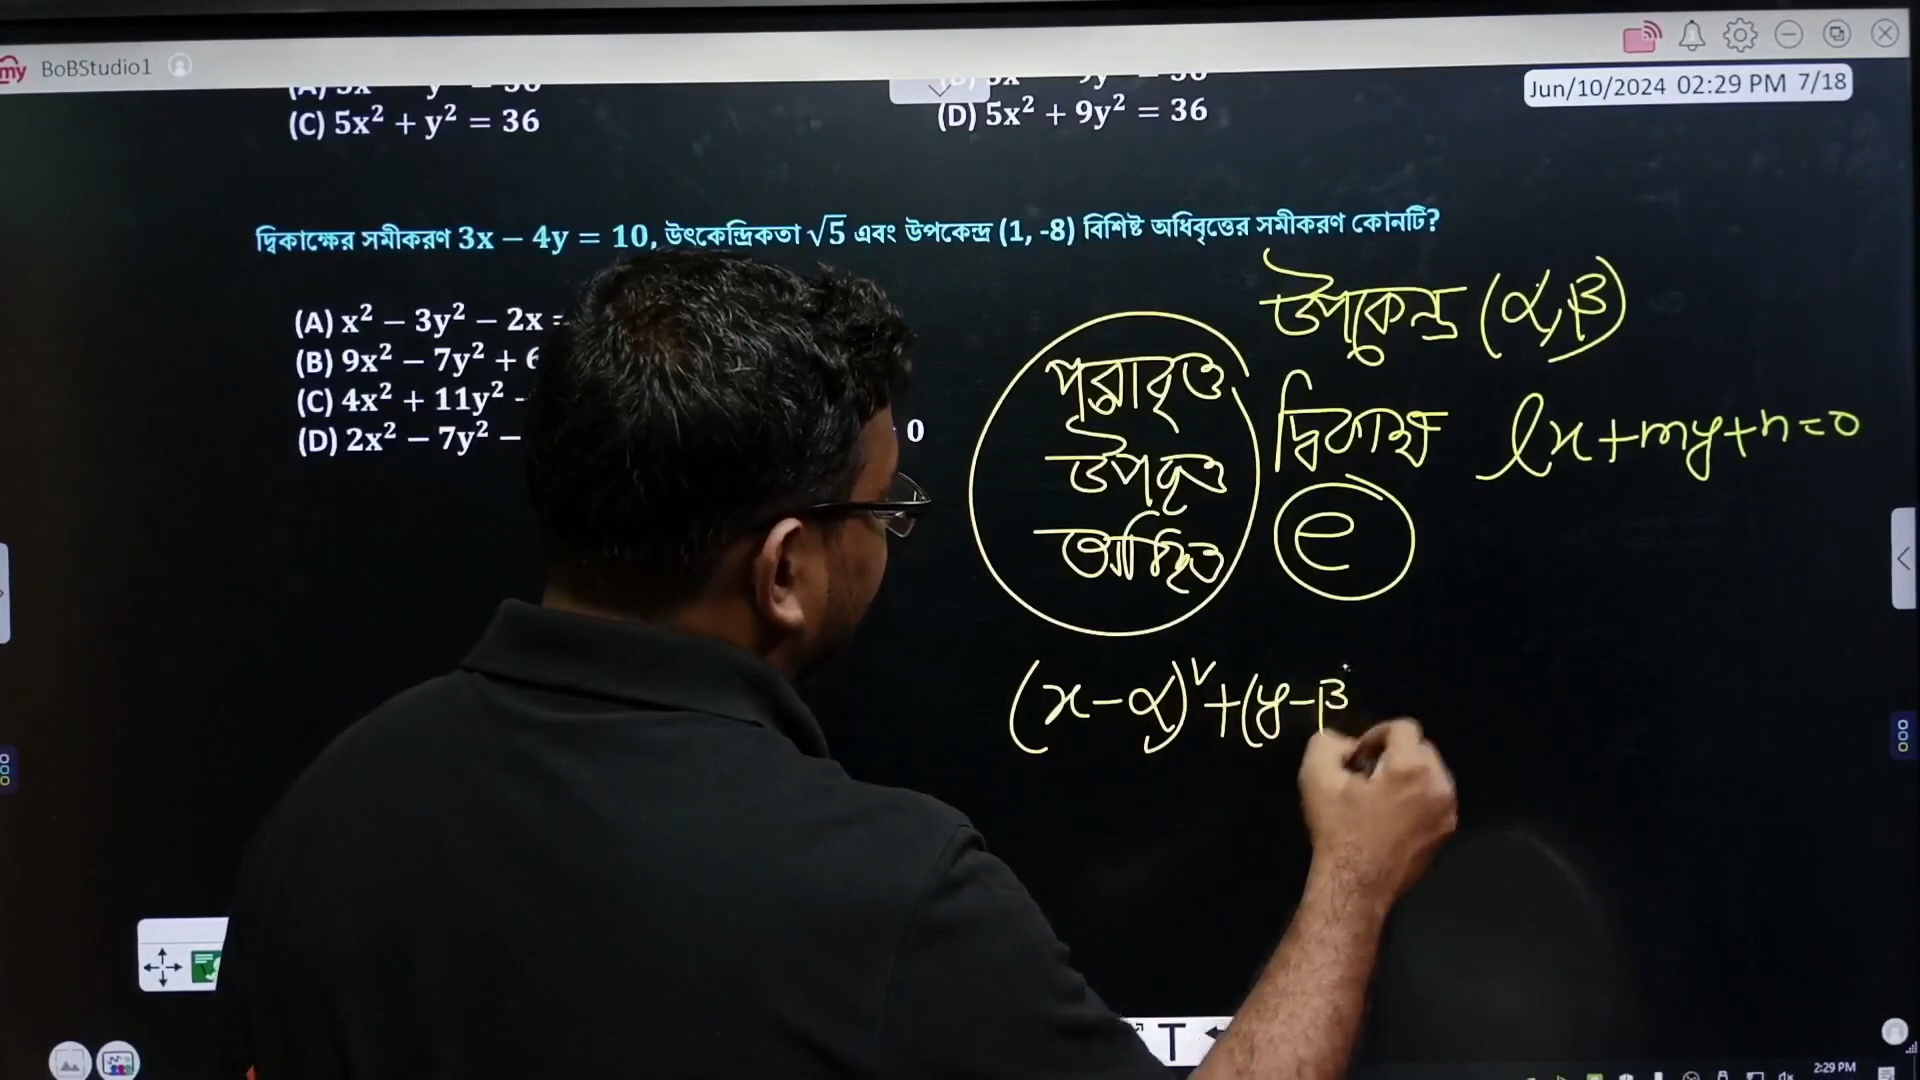 my BoBStudio1
Jun/10/2024 02:29 PM 7/18
(C) 5x² + y² = 36
(D) 5x² + 9y² = 36
দ্বিকাক্ষের সমীকরণ 3x − 4y = 10, উৎকেন্দ্রিকতা √5 এবং উপকেন্দ্র (1, -8) বিশিষ্ট অধিবৃত্তের সমীকরণ কোনটি?
(A) x² − 3y² − 2x =
(B) 9x² − 7y² + 6
(C) 4x² + 11y² -
(D) 2x² − 7y² −
0
উপকেন্দ্র (α, β)
পরাবৃত্ত
দ্বিকাক্ষ lx + my + n = 0
উপবৃত্ত
e
(x − α)² + (y − β
T
2:29 PM